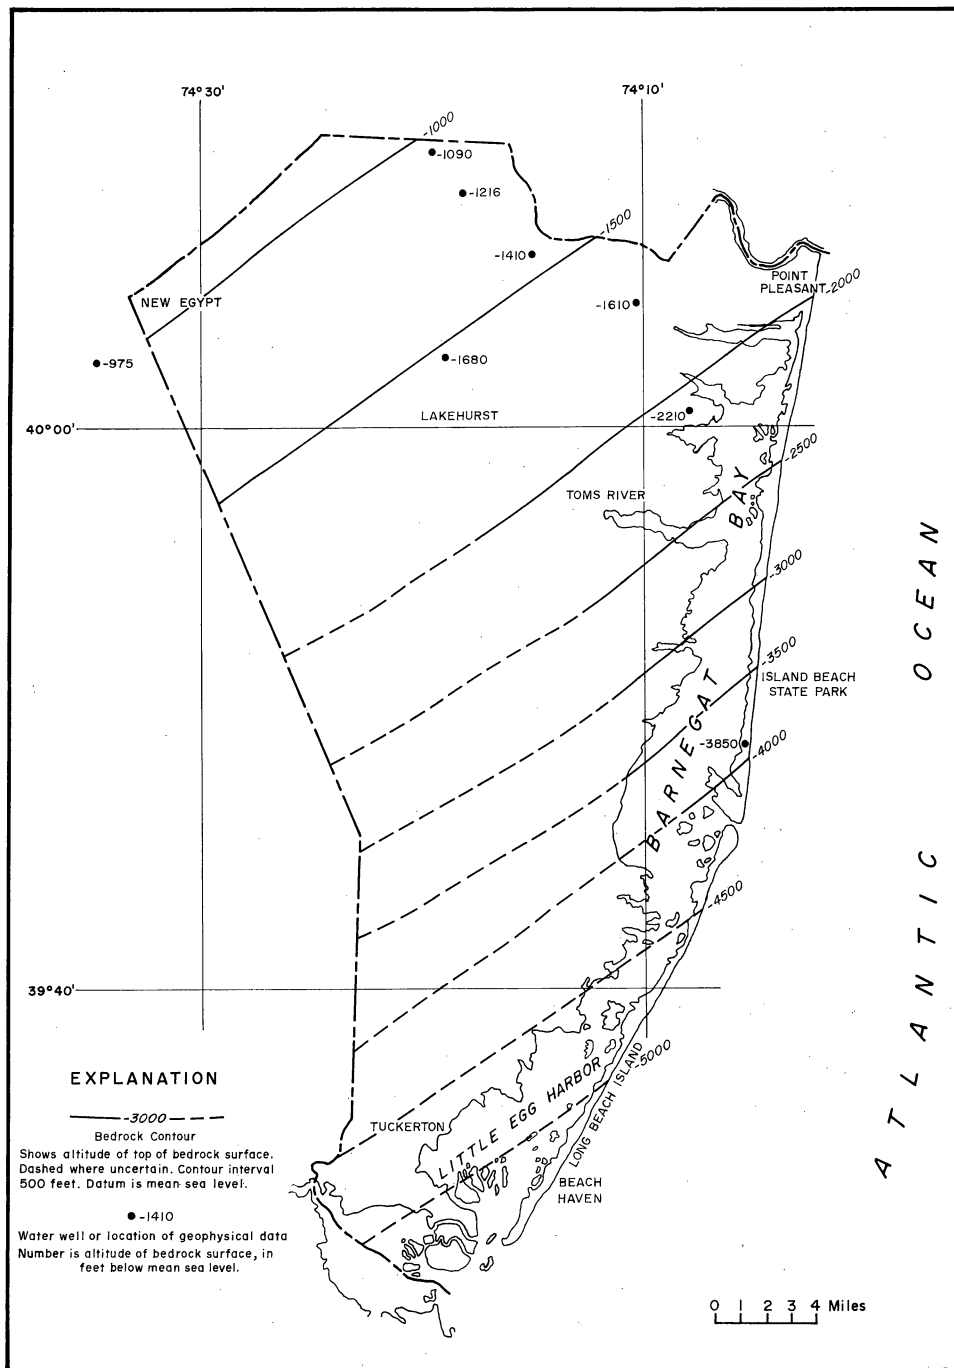 74°30'
74°10'
-1000
-1090
-1216
-1500
-1410
POINT
PLEASANT
-2000
NEW EGYPT
-1610
-975
-1680
LAKEHURST
-2210
40°00'
-2500
TOMS RIVER
BAY
-3000
ATLANTIC OCEAN
-3500
ISLAND BEACH
STATE PARK
BARNEGAT
-3850
-4000
-4500
39°40'
-5000
EXPLANATION
-3000
Bedrock Contour
Shows altitude of top of bedrock surface.
Dashed where uncertain. Contour interval
500 feet. Datum is mean sea level.
-1410
Water well or location of geophysical data
Number is altitude of bedrock surface, in
feet below mean sea level.
TUCKERTON
LITTLE EGG HARBOR
LONG BEACH ISLAND
BEACH
HAVEN
0 1 2 3 4 Miles